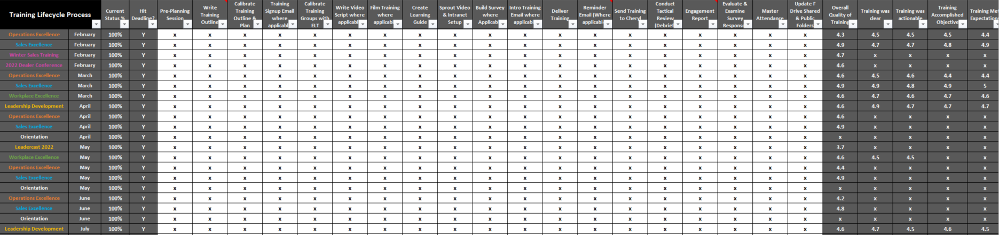 Training Lifecycle Process
Current
Status %
Hit
Deadline?
Pre-Planning
Session
Write
Training
Outline
Calibrate
Training
Outline &
Plan
Training
Signup Email
where
applicabl
Calibrate
Training
Groups with
ELT
Write Video
Script where
applicabl
Film Training
where
applicabl
Create
Learning
Guide
Sprout Video
& Intranet
Setup
Build Survey
where
Applicab
Intro Training
Email where
applicabl
Deliver
Training
Reminder
Email (Where
applicable
Send Training
to Cheryl
Conduct
Tactical
Review
(Debrief
Engagement
Report
Evaluate &
Examine
Survey
Respons
Master
Attendance
Update F
Drive Shared
& Public
Folders
Overall
Quality of
Training
Training was
clear
Training was
actionable
Training
Accomplished
Objective
Training Me
Expectation
Operations Excellence February 100% Y x x x x x x x x x x x x x x x x x x x 4.3 4.5 4.5 4.5 4.4
Sales Excellence February 100% Y x x x x x x x x x x x x x x x x x x x 4.9 4.7 4.7 4.8 4.9
Winter Sales Training February 100% Y x x x x x x x x x x x x x x x x x x x 4.7 x x x x
2022 Dealer Conference February 100% Y x x x x x x x x x x x x x x x x x x x 4.6 x x x x
Operations Excellence March 100% Y x x x x x x x x x x x x x x x x x x x 4.6 4.5 4.6 4.4 4.4
Sales Excellence March 100% Y x x x x x x x x x x x x x x x x x x x 4.9 4.9 4.8 4.9 5
Workplace Excellence March 100% Y x x x x x x x x x x x x x x x x x x x 4.6 4.7 4.6 4.7 4.6
Leadership Development April 100% Y x x x x x x x x x x x x x x x x x x x 4.6 4.9 4.7 4.7 4.7
Operations Excellence April 100% Y x x x x x x x x x x x x x x x x x x x 4.6 x x x x
Sales Excellence April 100% Y x x x x x x x x x x x x x x x x x x x 4.9 x x x x
Orientation April 100% Y x x x x x x x x x x x x x x x x x x x x x x x x
Leadercast 2022 May 100% Y x x x x x x x x x x x x x x x x x x x 3.7 x x x x
Workplace Excellence May 100% Y x x x x x x x x x x x x x x x x x x x 4.6 4.5 4.5 x x
Operations Excellence May 100% Y x x x x x x x x x x x x x x x x x x x 4.4 x x x x
Sales Excellence May 100% Y x x x x x x x x x x x x x x x x x x x 4.9 x x x x
Orientation May 100% Y x x x x x x x x x x x x x x x x x x x x x x x x
Operations Excellence June 100% Y x x x x x x x x x x x x x x x x x x x 4.2 x x x x
Sales Excellence June 100% Y x x x x x x x x x x x x x x x x x x x 4.8 x x x x
Orientation June 100% Y x x x x x x x x x x x x x x x x x x x x x x x x
Leadership Development July 100% Y x x x x x x x x x x x x x x x x x x x 4.6 4.7 4.5 4.6 4.5